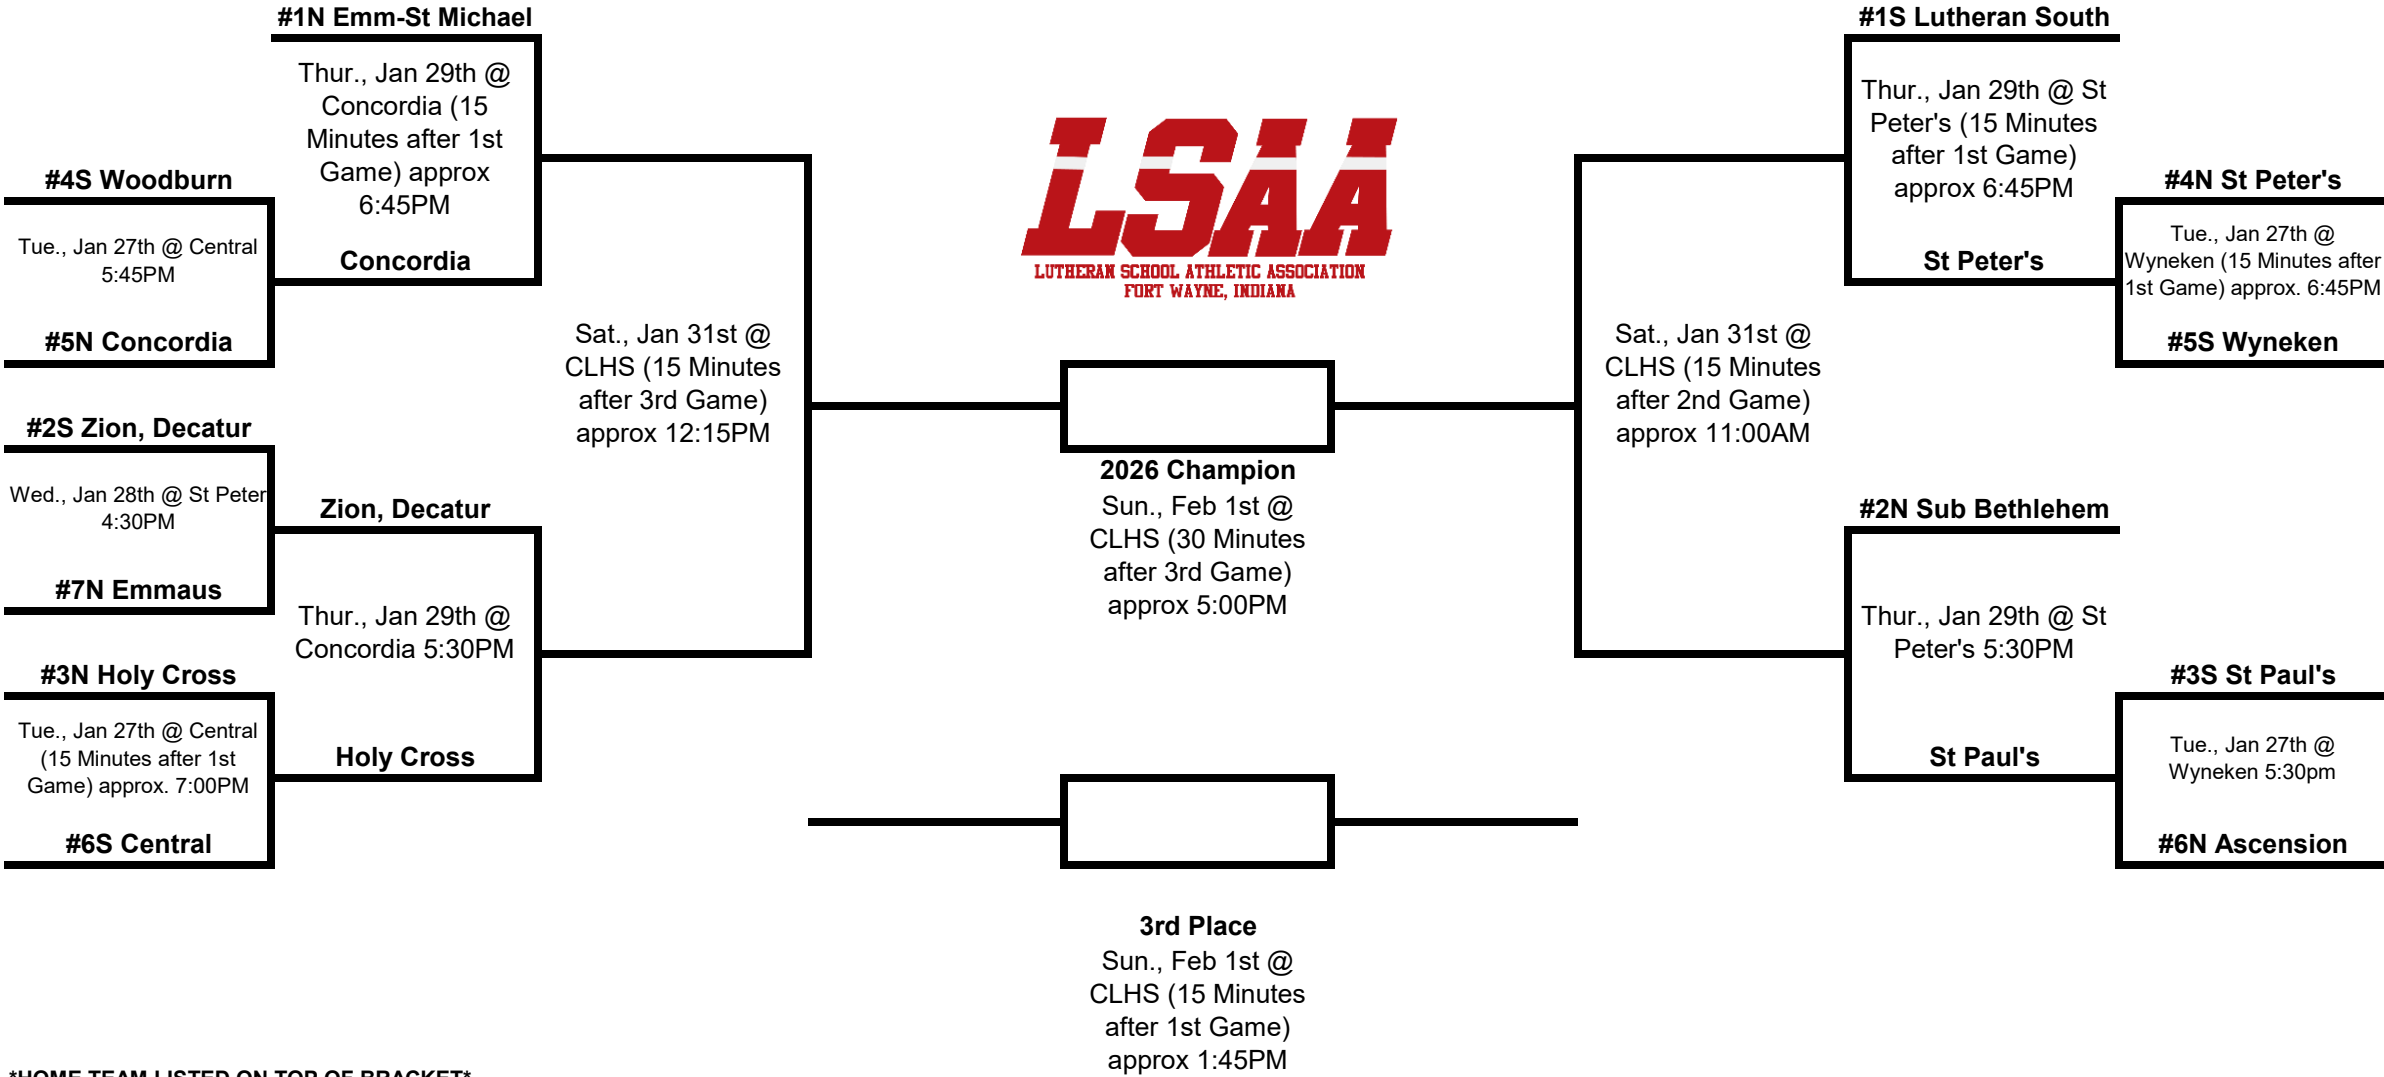 #1N Emm-St Michael
Thur., Jan 29th @
Concordia (15
Minutes after 1st
Game) approx
6:45PM
Concordia
#4S Woodburn
Tue., Jan 27th @ Central
5:45PM
#5N Concordia
#2S Zion, Decatur
Wed., Jan 28th @ St Peter
4:30PM
#7N Emmaus
Zion, Decatur
Thur., Jan 29th @
Concordia 5:30PM
Holy Cross
#3N Holy Cross
Tue., Jan 27th @ Central
(15 Minutes after 1st
Game) approx. 7:00PM
#6S Central
Sat., Jan 31st @
CLHS (15 Minutes
after 3rd Game)
approx 12:15PM
LSAA
LUTHERAN SCHOOL ATHLETIC ASSOCIATION
FORT WAYNE, INDIANA
2026 Champion
Sun., Feb 1st @
CLHS (30 Minutes
after 3rd Game)
approx 5:00PM
3rd Place
Sun., Feb 1st @
CLHS (15 Minutes
after 1st Game)
approx 1:45PM
Sat., Jan 31st @
CLHS (15 Minutes
after 2nd Game)
approx 11:00AM
#1S Lutheran South
Thur., Jan 29th @ St
Peter's (15 Minutes
after 1st Game)
approx 6:45PM
St Peter's
#4N St Peter's
Tue., Jan 27th @
Wyneken (15 Minutes after
1st Game) approx. 6:45PM
#5S Wyneken
#2N Sub Bethlehem
Thur., Jan 29th @ St
Peter's 5:30PM
St Paul's
#3S St Paul's
Tue., Jan 27th @
Wyneken 5:30pm
#6N Ascension
*HOME TEAM LISTED ON TOP OF BRACKET*